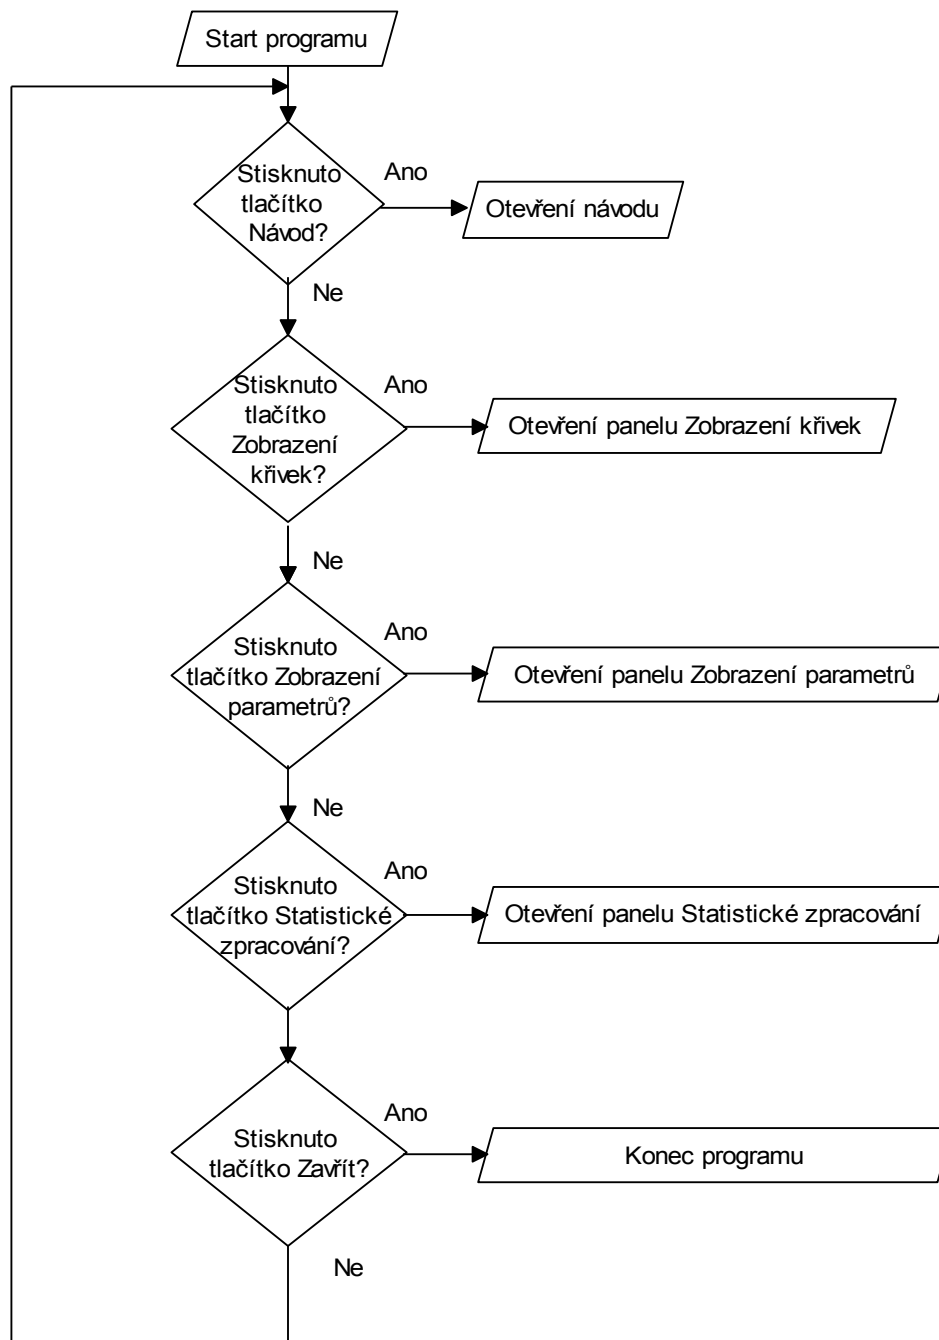 Start programu
Stisknuto
tlačítko
Návod?
Ano
Otevření návodu
Ne
Stisknuto
tlačítko
Zobrazení
křivek?
Ano
Otevření panelu Zobrazení křivek
Ne
Stisknuto
tlačítko Zobrazení
parametrů?
Ano
Otevření panelu Zobrazení parametrů
Ne
Stisknuto
tlačítko Statistické
zpracování?
Ano
Otevření panelu Statistické zpracování
Stisknuto
tlačítko Zavřít?
Ano
Konec programu
Ne